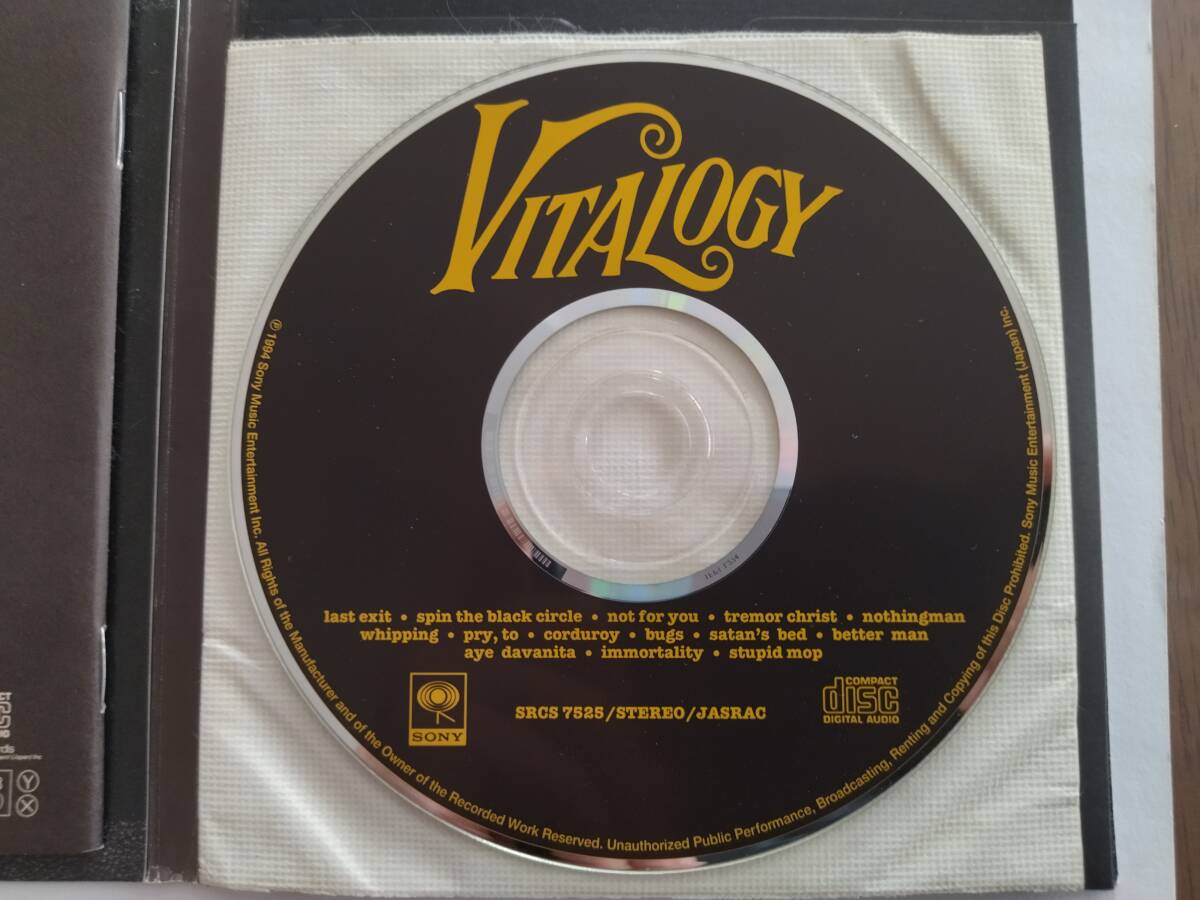 VITALOGY
last exit • spin the black circle • not for you • tremor christ • nothingman
whipping • pry, to • corduroy • bugs • satan's bed • better man
aye davanita • immortality • stupid mop
SONY
SRCS 7525/STEREO/JASRAC
COMPACT
disc
DIGITAL AUDIO
℗ 1994 Sony Music Entertainment Inc. All Rights of the Manufacturer and of the Owner of the Recorded Work Reserved. Unauthorized Public Performance, Broadcasting, Renting and Copying of this Disc Prohibited. Sony Music Entertainment (Japan) Inc.
Y
X